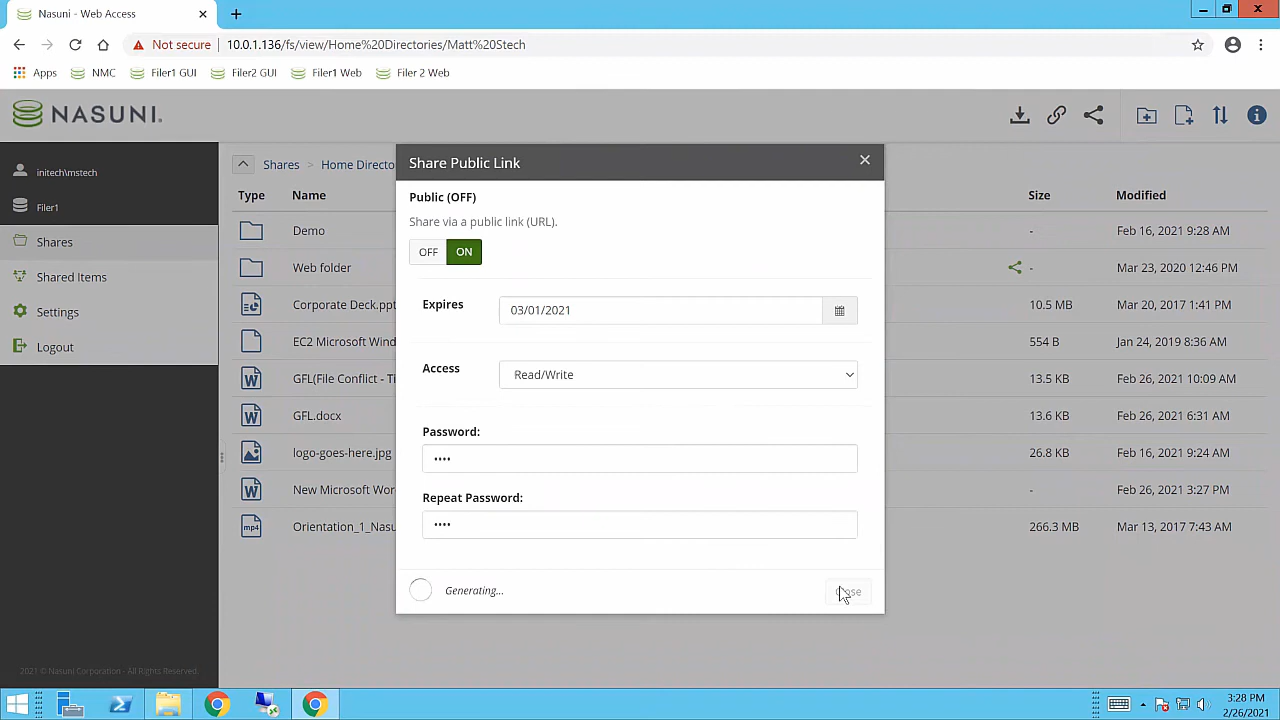 Nasuni - Web Access
Not secure
10.0.1.136/fs/view/Home%20Directories/Matt%20Stech
Apps
NMC
Filer1 GUI
Filer2 GUI
Filer1 Web
Filer 2 Web
NASUNI
initech\mstech
Filer1
Shares
Shared Items
Settings
Logout
2021 © Nasuni Corporation - All Rights Reserved.
Shares > Home Directo
Type Name Size Modified
Demo - Feb 16, 2021 9:28 AM
Web folder - Mar 23, 2020 12:46 PM
Corporate Deck.ppt 10.5 MB Mar 20, 2017 1:41 PM
EC2 Microsoft Wind 554 B Jan 24, 2019 8:36 AM
GFL(File Conflict - Ti 13.5 KB Feb 26, 2021 10:09 AM
GFL.docx 13.6 KB Feb 26, 2021 6:31 AM
logo-goes-here.jpg 26.8 KB Feb 16, 2021 9:24 AM
New Microsoft Wor - Feb 26, 2021 3:27 PM
mp4 Orientation_1_Nasu 266.3 MB Mar 13, 2017 7:43 AM
Share Public Link
Public (OFF)
Share via a public link (URL).
OFF ON
Expires 03/01/2021
Access Read/Write
Password:
••••
Repeat Password:
••••
Generating...
Close
3:28 PM
2/26/2021